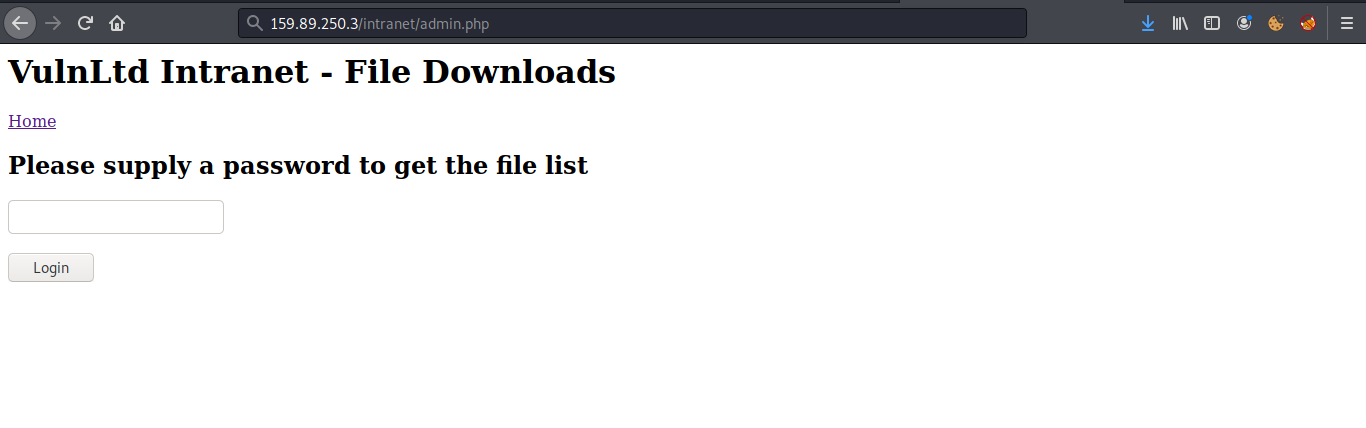 159.89.250.3/intranet/admin.php
VulnLtd Intranet - File Downloads
Home
Please supply a password to get the file list
Login